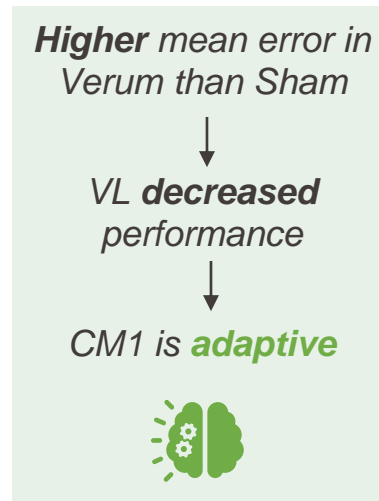 Higher mean error in
Verum than Sham
VL decreased
performance
CM1 is adaptive